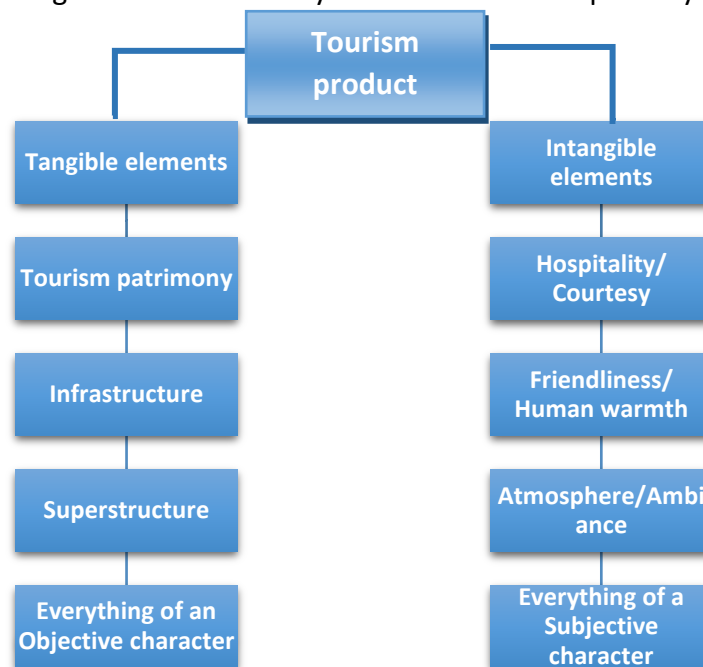 Tourism
product
Tangible elements
Intangible
elements
Tourism patrimony
Hospitality/
Courtesy
Infrastructure
Friendliness/
Human warmth
Superstructure
Atmosphere/Ambi
ance
Everything of an
Objective character
Everything of a
Subjective
character